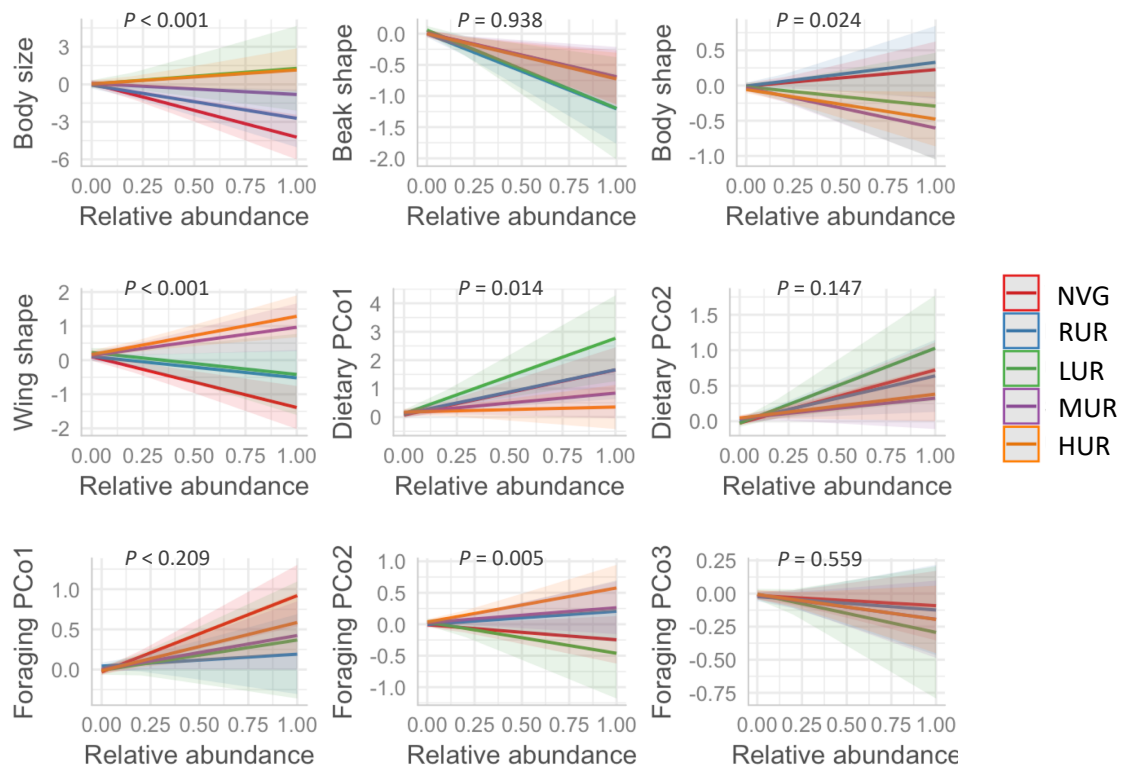 P < 0.001
Body size
3
0
-3
-6
0.00 0.25 0.50 0.75 1.00
Relative abundance
P = 0.938
Beak shape
0.0
-0.5
-1.0
-1.5
-2.0
0.00 0.25 0.50 0.75 1.00
Relative abundance
P = 0.024
Body shape
0.5
0.0
-0.5
-1.0
0.00 0.25 0.50 0.75 1.00
Relative abundance
P < 0.001
Wing shape
2
1
0
-1
-2
0.00 0.25 0.50 0.75 1.00
Relative abundance
P = 0.014
Dietary PCo1
4
3
2
1
0
0.00 0.25 0.50 0.75 1.00
Relative abundance
P = 0.147
Dietary PCo2
1.5
1.0
0.5
0.0
0.00 0.25 0.50 0.75 1.00
Relative abundance
NVG
RUR
LUR
MUR
HUR
P < 0.209
Foraging PCo1
1.0
0.5
0.0
0.00 0.25 0.50 0.75 1.00
Relative abundance
P = 0.005
Foraging PCo2
1.0
0.5
0.0
-0.5
-1.0
0.00 0.25 0.50 0.75 1.00
Relative abundance
P = 0.559
Foraging PCo3
0.25
0.00
-0.25
-0.50
-0.75
0.00 0.25 0.50 0.75 1.00
Relative abundance